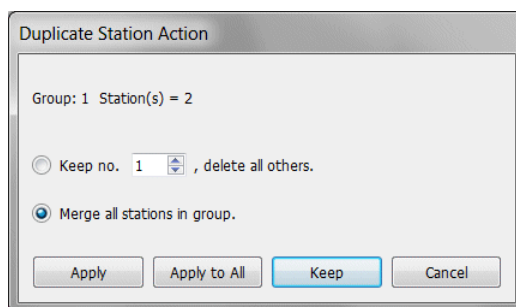 Duplicate Station Action
Group: 1 Station(s) = 2
Keep no. 1 , delete all others.
Merge all stations in group.
Apply Apply to All Keep Cancel